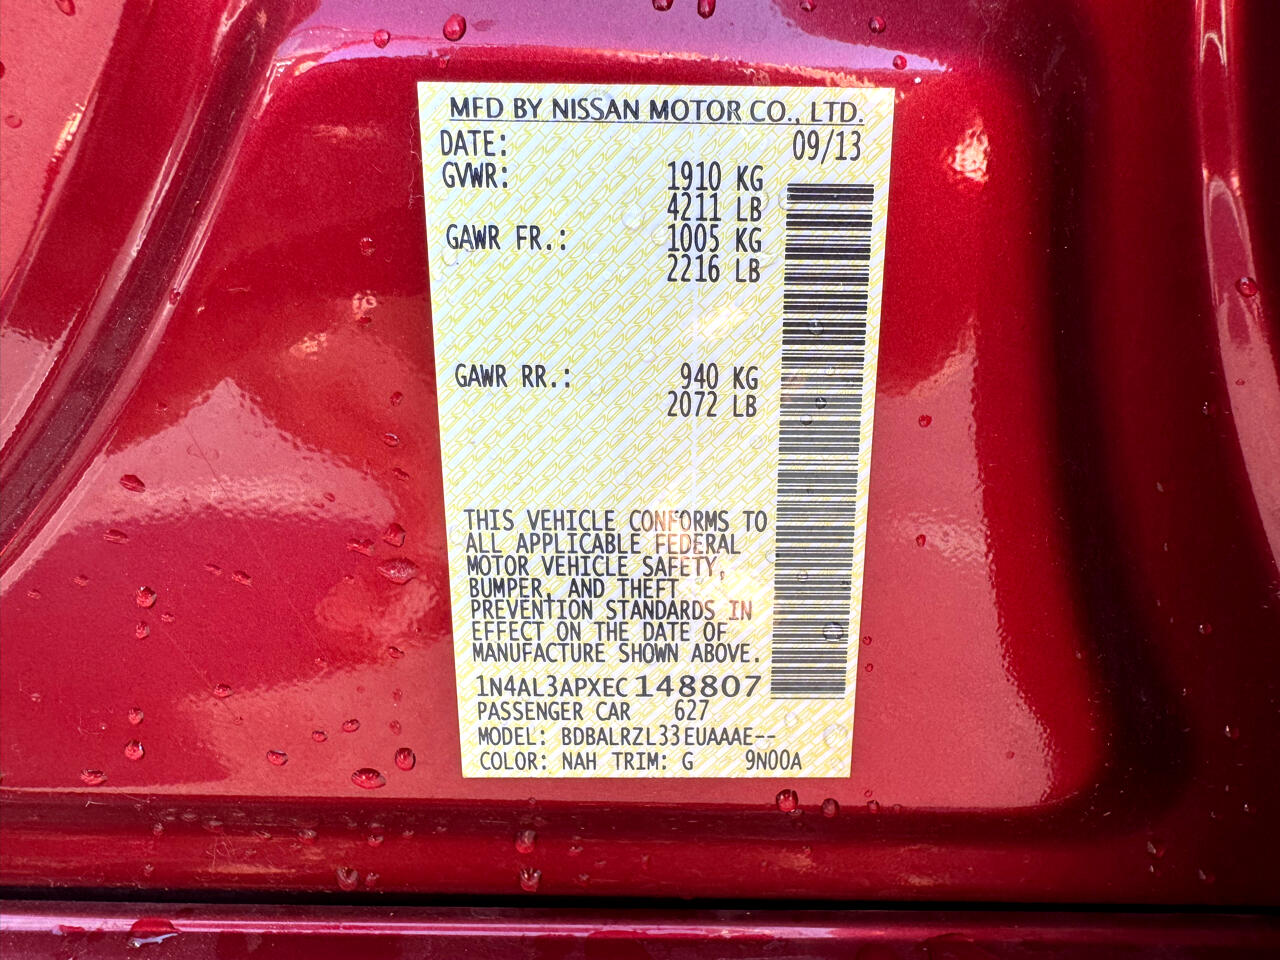 MFD BY NISSAN MOTOR CO., LTD.
DATE: 09/13
GVWR: 1910 KG
4211 LB
GAWR FR.: 1005 KG
2216 LB
GAWR RR.: 940 KG
2072 LB
THIS VEHICLE CONFORMS TO
ALL APPLICABLE FEDERAL
MOTOR VEHICLE SAFETY,
BUMPER, AND THEFT
PREVENTION STANDARDS IN
EFFECT ON THE DATE OF
MANUFACTURE SHOWN ABOVE.
1N4AL3APXEC148807
PASSENGER CAR 627
MODEL: BDBALRZL33EUAAAE--
COLOR: NAH TRIM: G 9N00A